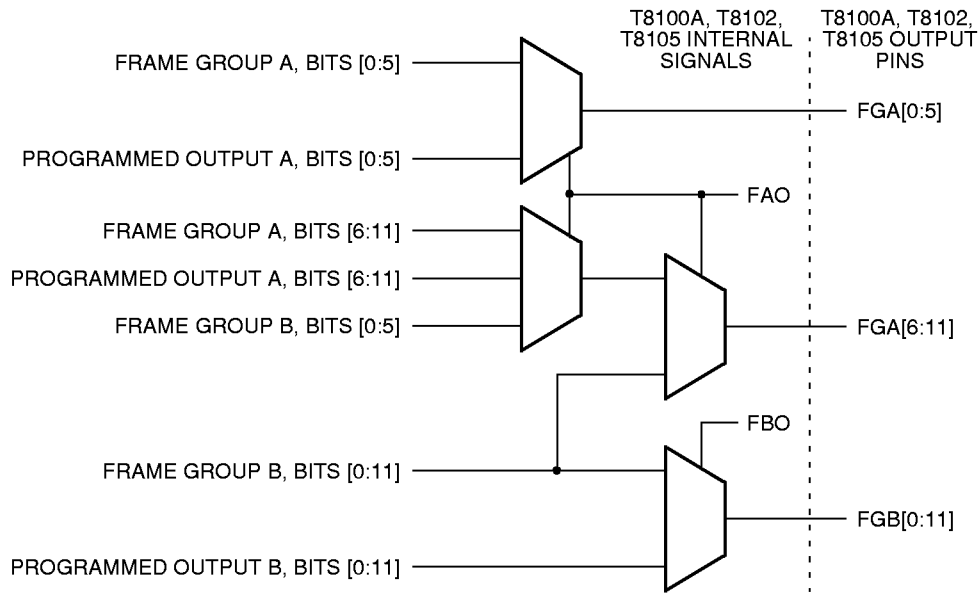 T8100A, T8102,
T8105 INTERNAL
SIGNALS
T8100A, T8102,
T8105 OUTPUT
PINS
FRAME GROUP A, BITS [0:5]
FGA[0:5]
PROGRAMMED OUTPUT A, BITS [0:5]
FAO
FRAME GROUP A, BITS [6:11]
PROGRAMMED OUTPUT A, BITS [6:11]
FRAME GROUP B, BITS [0:5]
FGA[6:11]
FBO
FRAME GROUP B, BITS [0:11]
FGB[0:11]
PROGRAMMED OUTPUT B, BITS [0:11]